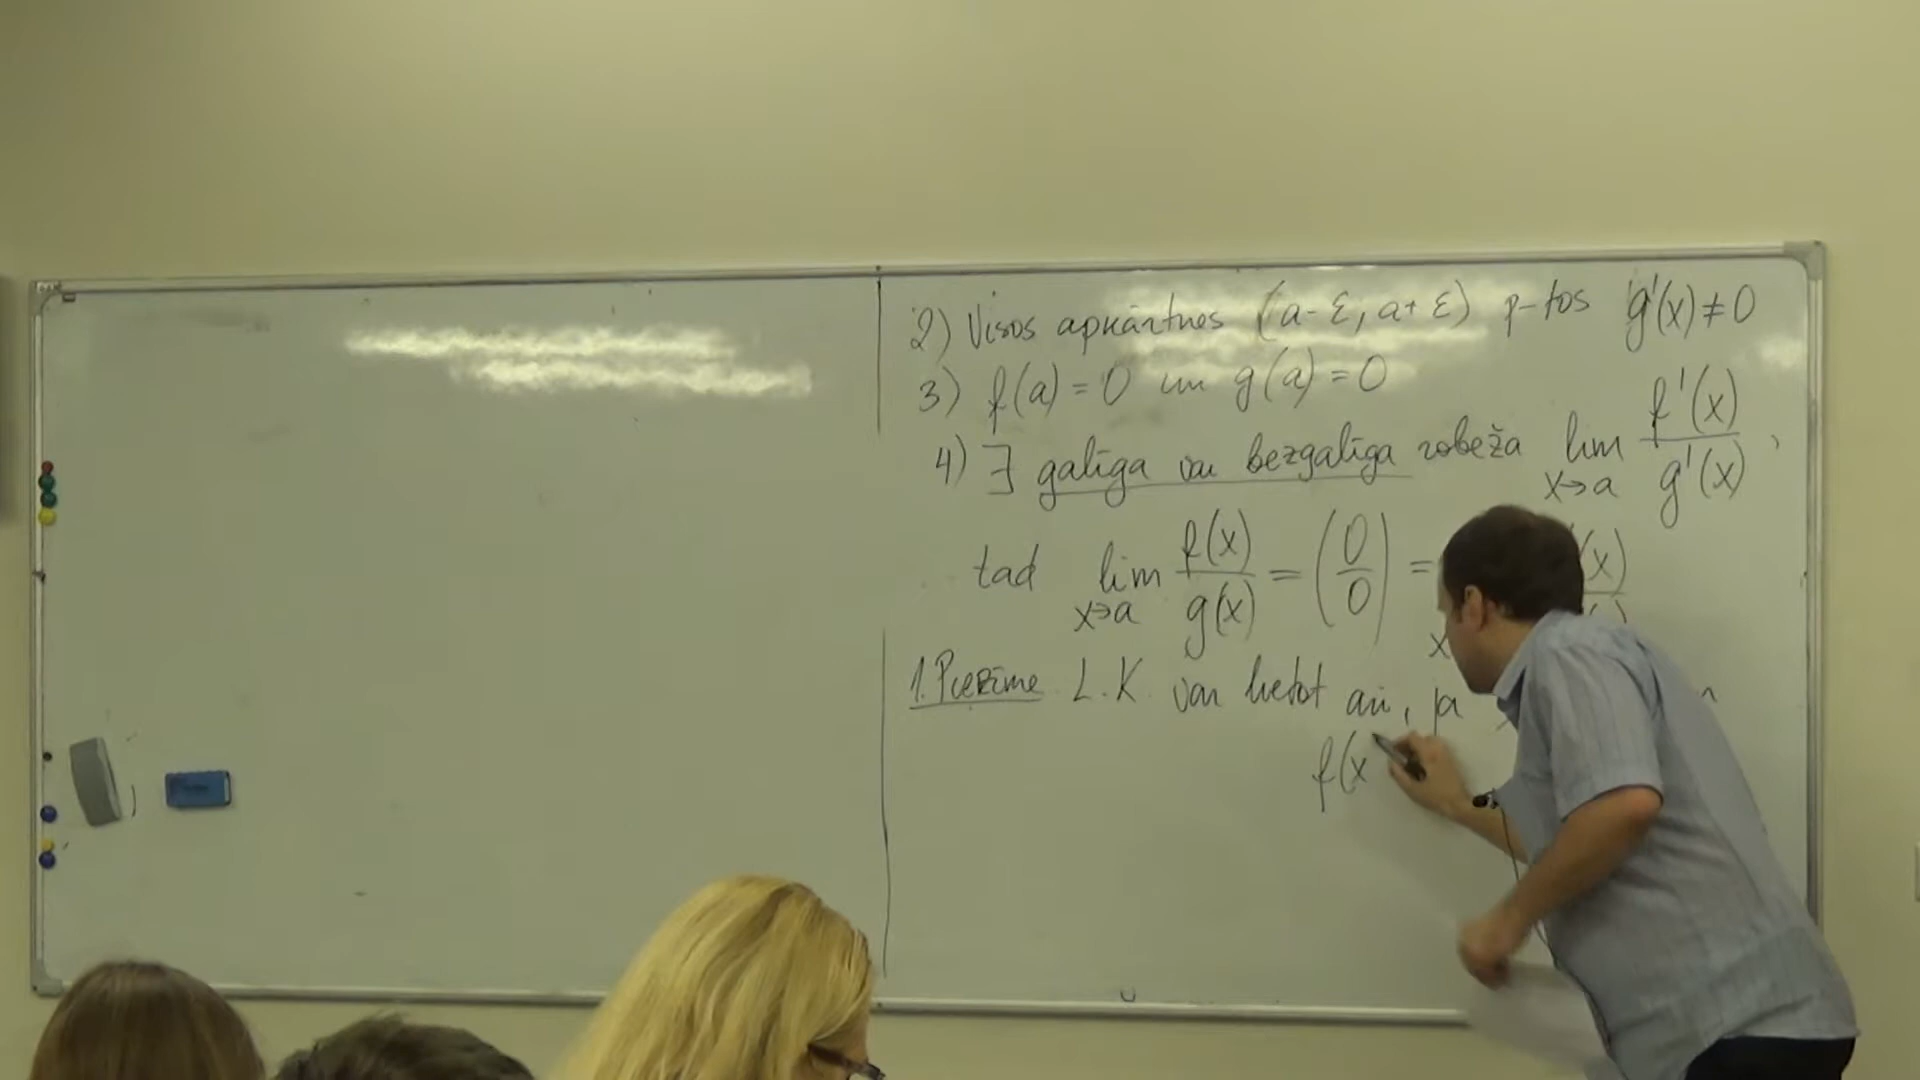 2) Visos apkārtnes (a-ε, a+ε) p-tos g'(x) ≠ 0
3) f(a) = 0 un g(a) = 0
4) ∃ galīga vai bezgalīga robeža lim x→a f'(x)/g'(x),
tad lim x→a f(x)/g(x) = (0/0) = x (x)
1. Piezīme L.K. var lietot arī, ja
f(x